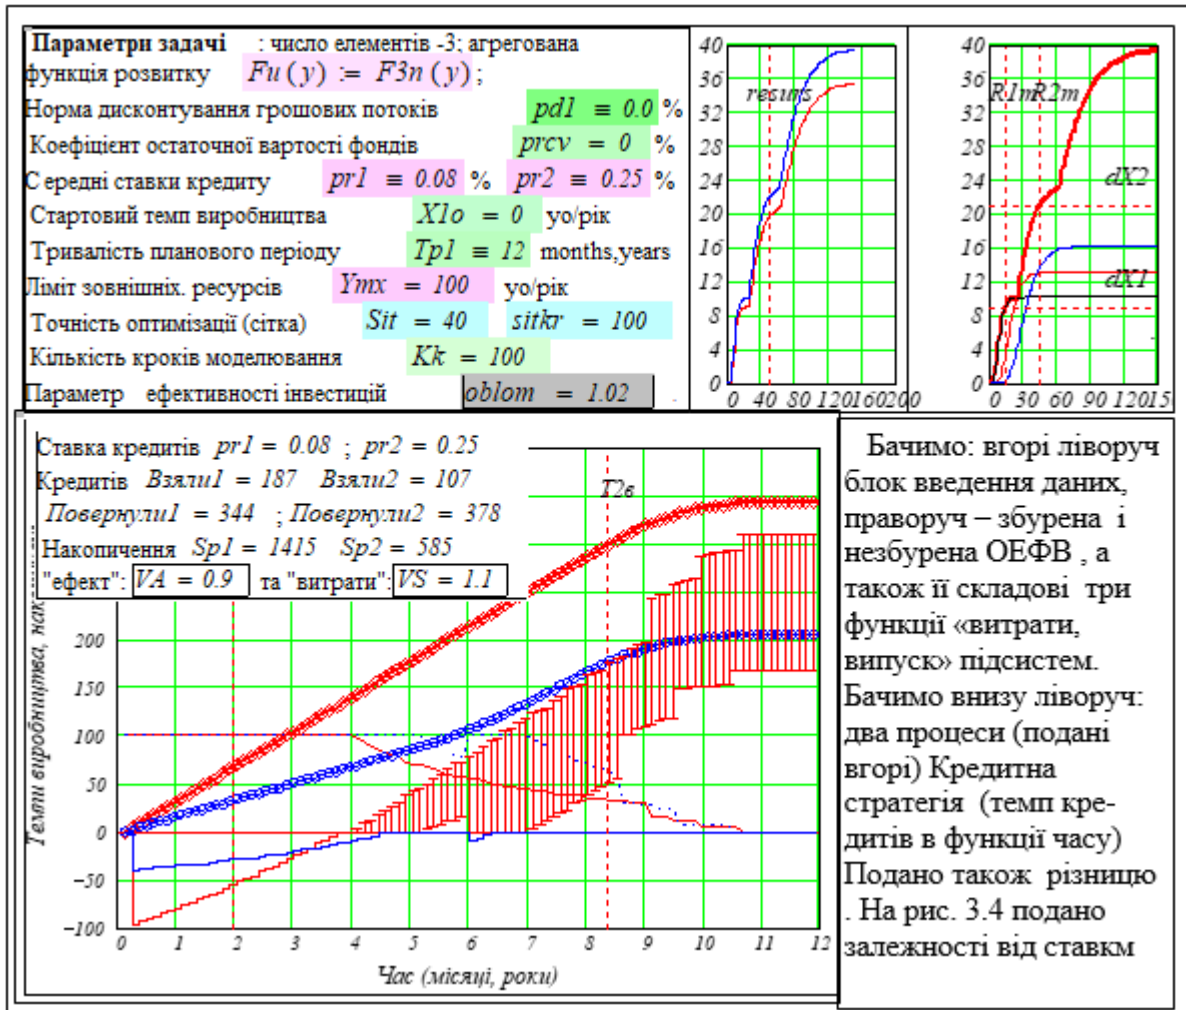 Параметри задачі : число елементів -3; агрегована
функція розвитку Fu(y) := F3n(y);
Норма дисконтування грошових потоків pd1 ≡ 0.0 %
Коефіцієнт остаточної вартості фондів prcv = 0 %
Середні ставки кредиту pr1 ≡ 0.08 % pr2 ≡ 0.25 %
Стартовий темп виробництва X1o = 0 уо/рік
Тривалість планового періоду Tp1 ≡ 12 months,years
Ліміт зовнішніх. ресурсів Ymx = 100 уо/рік
Точність оптимізації (сітка) Sit = 40 sitkr = 100
Кількість кроків моделювання Kk = 100
Параметр ефективності інвестицій oblom = 1.02 .
40
36
32
28
24
20
16
12
8
4
0
resurs
0 40 80 120 160 200
40
36
32
28
24
20
16
12
8
4
0
R1m R2m
dX2
dX1
0 30 60 90 120 15
Ставка кредитів pr1 = 0.08 ; pr2 = 0.25
Кредитів Взяли1 = 187 Взяли2 = 107
Повернули1 = 344 ; Повернули2 = 378
Накопичення Sp1 = 1415 Sp2 = 585
"ефект": VA = 0.9 та "витрати": VS = 1.1
T2в
Темпи виробництва,
200
150
100
50
0
−50
−100
0 1 2 3 4 5 6 7 8 9 10 11 12
Час (місяці, роки)
Бачимо: вгорі ліворуч
блок введення даних,
праворуч – збурена і
незбурена ОЕФВ , а
також її складові три
функції «витрати,
випуск» підсистем.
Бачимо внизу ліворуч:
два процеси (подані
вгорі) Кредитна
стратегія (темп кре-
дитів в функції часу)
Подано також різницю
. На рис. 3.4 подано
залежності від ставкм